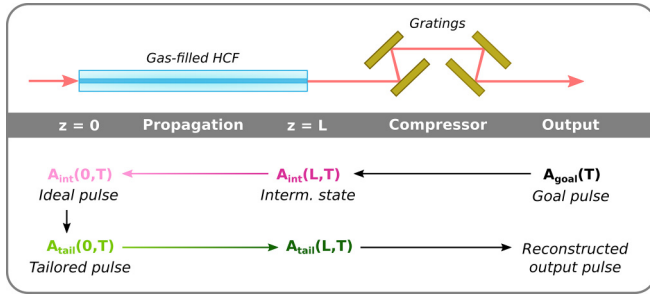 Gratings
Gas-filled HCF
z = 0 Propagation z = L Compressor Output
A_int(0,T) A_int(L,T) A_goal(T)
Ideal pulse Interm. state Goal pulse
A_tail(0,T) A_tail(L,T) Reconstructed
Tailored pulse output pulse